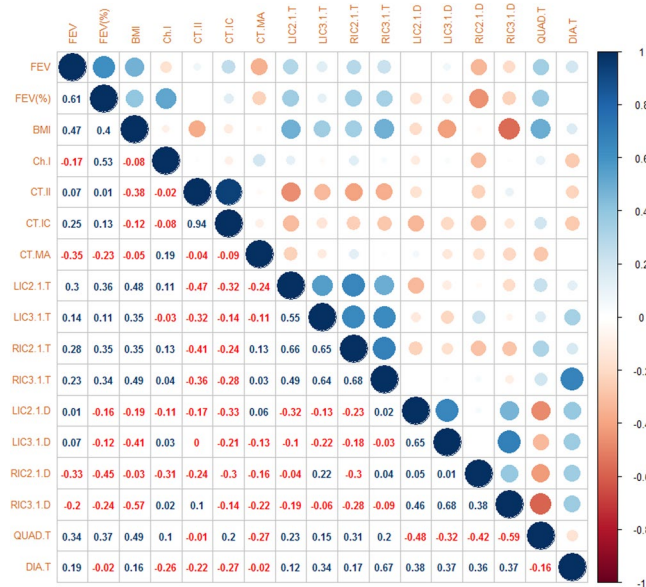 FEV FEV(%) BMI Ch.I CT.II CT.IC CT.MA LIC2.1.T LIC3.1.T RIC2.1.T RIC3.1.T LIC2.1.D LIC3.1.D RIC2.1.D RIC3.1.D QUAD.T DIA.T
FEV 1
FEV(%) 0.61 0.8
BMI 0.47 0.4 0.6
Ch.I -0.17 0.53 -0.08
CT.II 0.07 0.01 -0.38 -0.02 0.4
CT.IC 0.25 0.13 -0.12 -0.08 0.94 0.2
CT.MA -0.35 -0.23 -0.05 0.19 -0.04 -0.09
LIC2.1.T 0.3 0.36 0.48 0.11 -0.47 -0.32 -0.24 0
LIC3.1.T 0.14 0.11 0.35 -0.03 -0.32 -0.14 -0.11 0.55
RIC2.1.T 0.28 0.35 0.35 0.04 -0.41 -0.24 0.13 0.66 0.65 -0.2
RIC3.1.T 0.23 0.34 0.49 0.04 -0.36 -0.28 0.03 0.49 0.64 0.68
LIC2.1.D 0.01 -0.16 -0.19 -0.11 -0.17 -0.33 0.06 -0.32 -0.13 -0.23 0.02 -0.4
LIC3.1.D 0.07 -0.12 -0.41 0.03 0 -0.21 -0.13 -0.1 -0.22 -0.18 -0.03 0.65
RIC2.1.D -0.33 -0.45 -0.03 -0.31 -0.24 -0.3 -0.16 -0.04 0.22 -0.3 0.04 0.05 0.01 -0.6
RIC3.1.D -0.2 -0.24 -0.57 0.02 0.1 -0.14 -0.22 -0.19 -0.06 -0.28 -0.09 0.46 0.68 0.38
QUAD.T 0.34 0.37 0.49 0.1 -0.01 0.2 -0.27 0.23 0.15 0.31 0.2 -0.48 -0.32 -0.42 -0.59 -0.8
DIA.T 0.19 -0.02 0.16 -0.26 -0.22 -0.27 -0.02 0.12 0.34 0.17 0.67 0.38 0.37 0.36 0.37 -0.16 -1